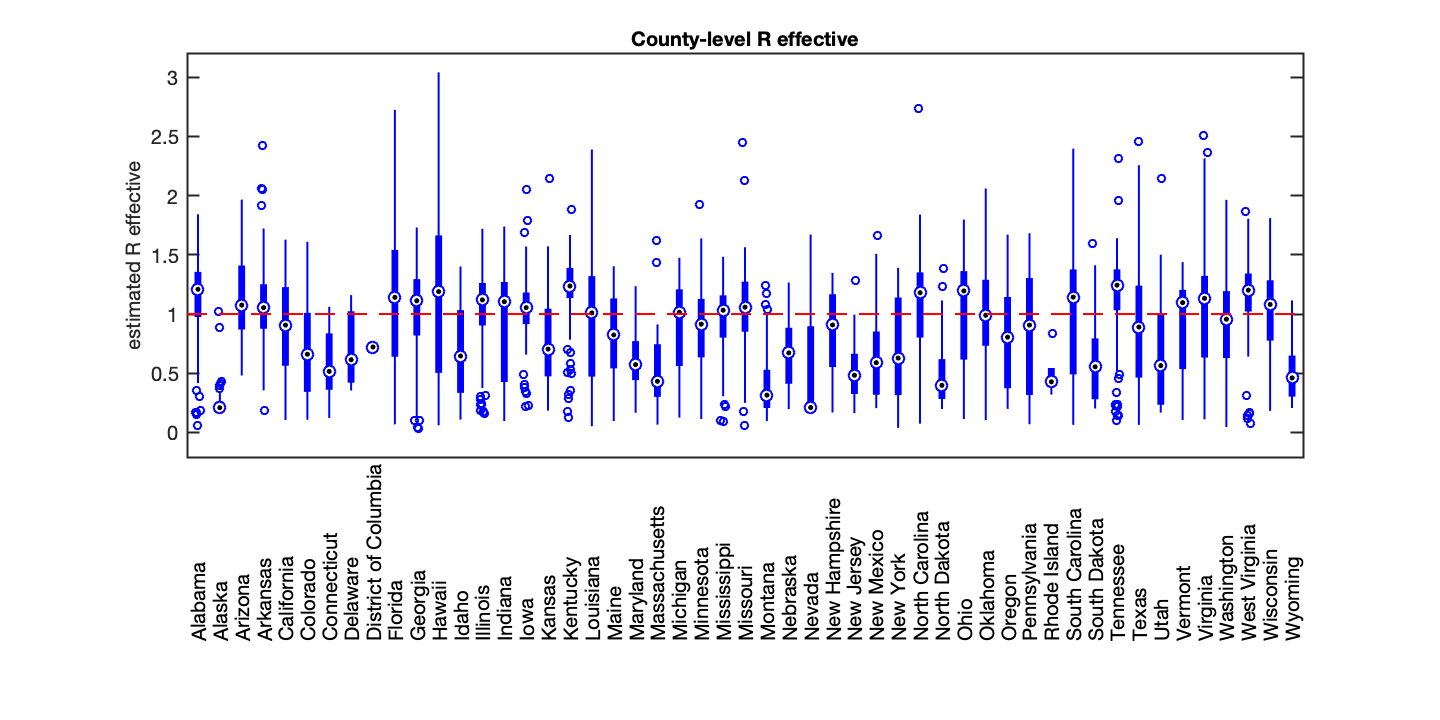 County-level R effective
3
2.5
2
1.5
1
0.5
0
estimated R effective
Alabama
Alaska
Arizona
Arkansas
California
Colorado
Connecticut
Delaware
District of Columbia
Florida
Georgia
Hawaii
Idaho
Illinois
Indiana
Iowa
Kansas
Kentucky
Louisiana
Maine
Maryland
Massachusetts
Michigan
Minnesota
Mississippi
Missouri
Montana
Nebraska
Nevada
New Hampshire
New Jersey
New Mexico
New York
North Carolina
North Dakota
Ohio
Oklahoma
Oregon
Pennsylvania
Rhode Island
South Carolina
South Dakota
Tennessee
Texas
Utah
Vermont
Virginia
Washington
West Virginia
Wisconsin
Wyoming